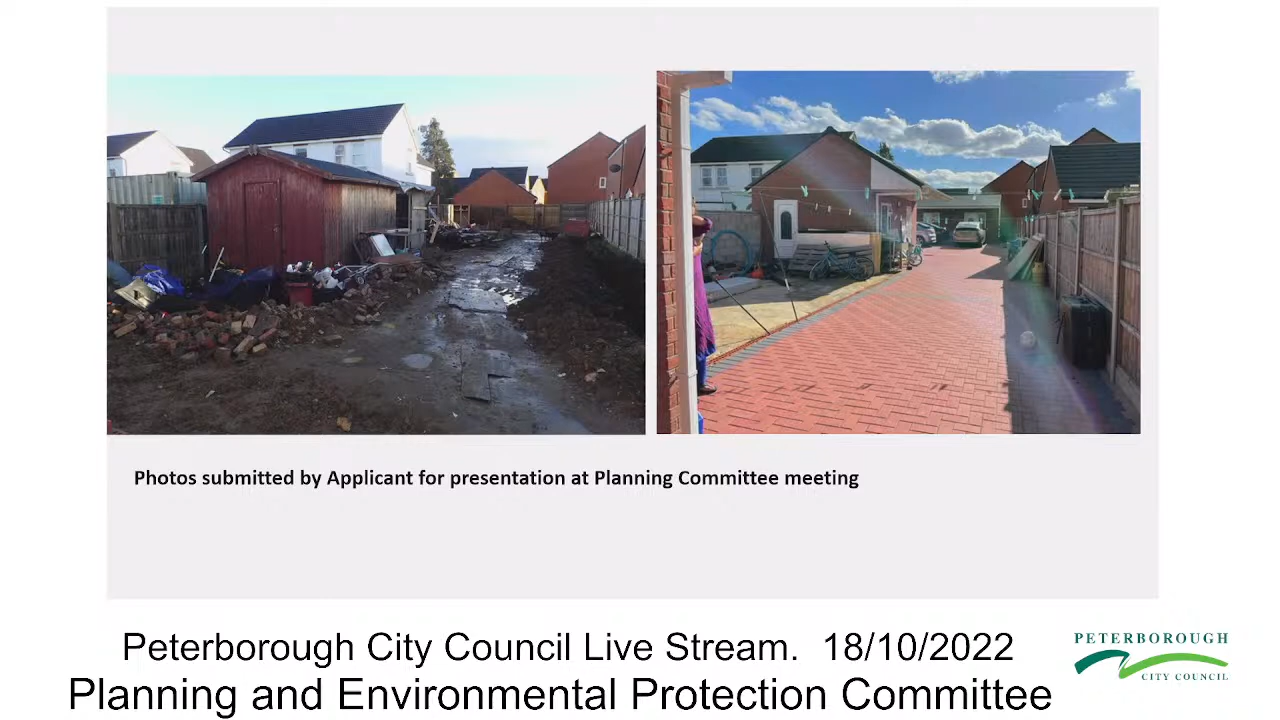 Photos submitted by Applicant for presentation at Planning Committee meeting
Peterborough City Council Live Stream.  18/10/2022
Planning and Environmental Protection Committee
PETERBOROUGH
CITY COUNCIL